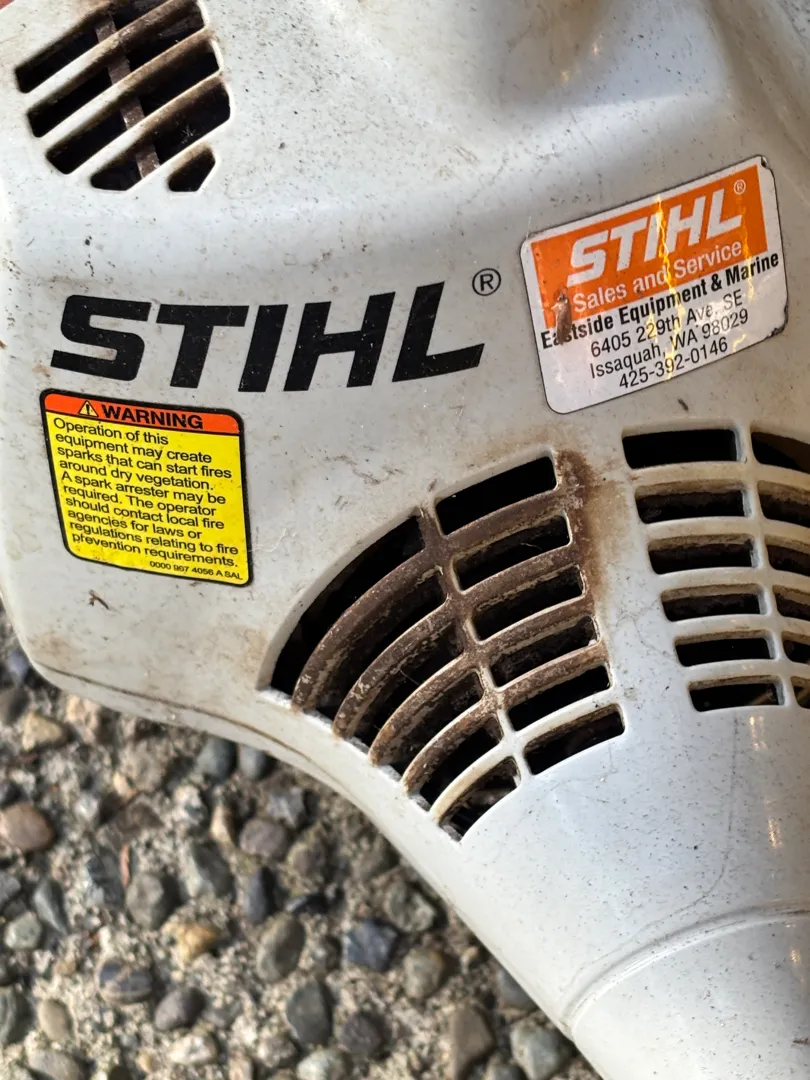 STIHL®
STIHL®
Sales and Service
Eastside Equipment & Marine
6405 229th Ave. SE
Issaquah, WA 98029
425-392-0146
WARNING
Operation of this
equipment may create
sparks that can start fires
around dry vegetation.
A spark arrester may be
required. The operator
should contact local fire
agencies for laws or
regulations relating to fire
prevention requirements.
0000 967 4056 A BAL